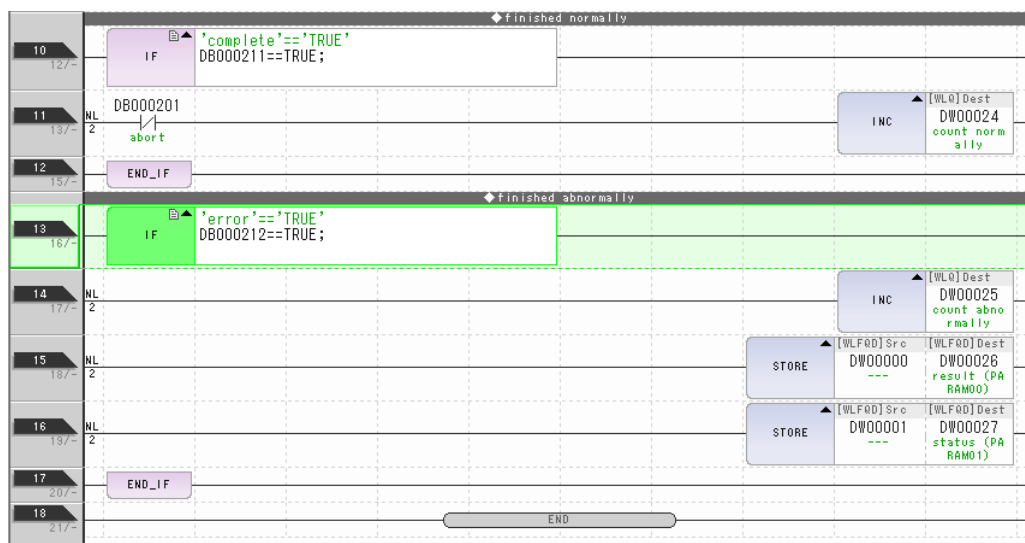 ◆finished normally
10
12/-
IF
'complete'=='TRUE'
DB000211==TRUE;
11
13/-
NL
2
DB000201
abort
INC
[WLQ]Dest
DW00024
count norm
ally
12
15/-
END_IF
◆finished abnormally
13
16/-
IF
'error'=='TRUE'
DB000212==TRUE;
14
17/-
NL
2
INC
[WLQ]Dest
DW00025
count abno
rmally
15
18/-
NL
2
STORE
[WLFQD]Src
[WLFQD]Dest
DW00000
DW00026
---
result (PA
RAM00)
16
19/-
NL
2
STORE
[WLFQD]Src
[WLFQD]Dest
DW00001
DW00027
---
status (PA
RAM01)
17
20/-
END_IF
18
21/-
END